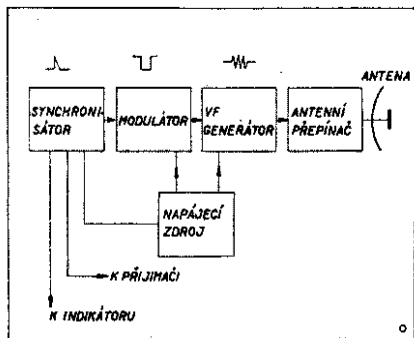 ANTENA
SYNCHRONI-
SÁTOR
MODULÁTOR
VF
GENERÁTOR
ANTENNÍ
PŘEPÍNAČ
NAPÁJECÍ
ZDROJ
K PŘIJIMAČI
K INDIKÁTORU